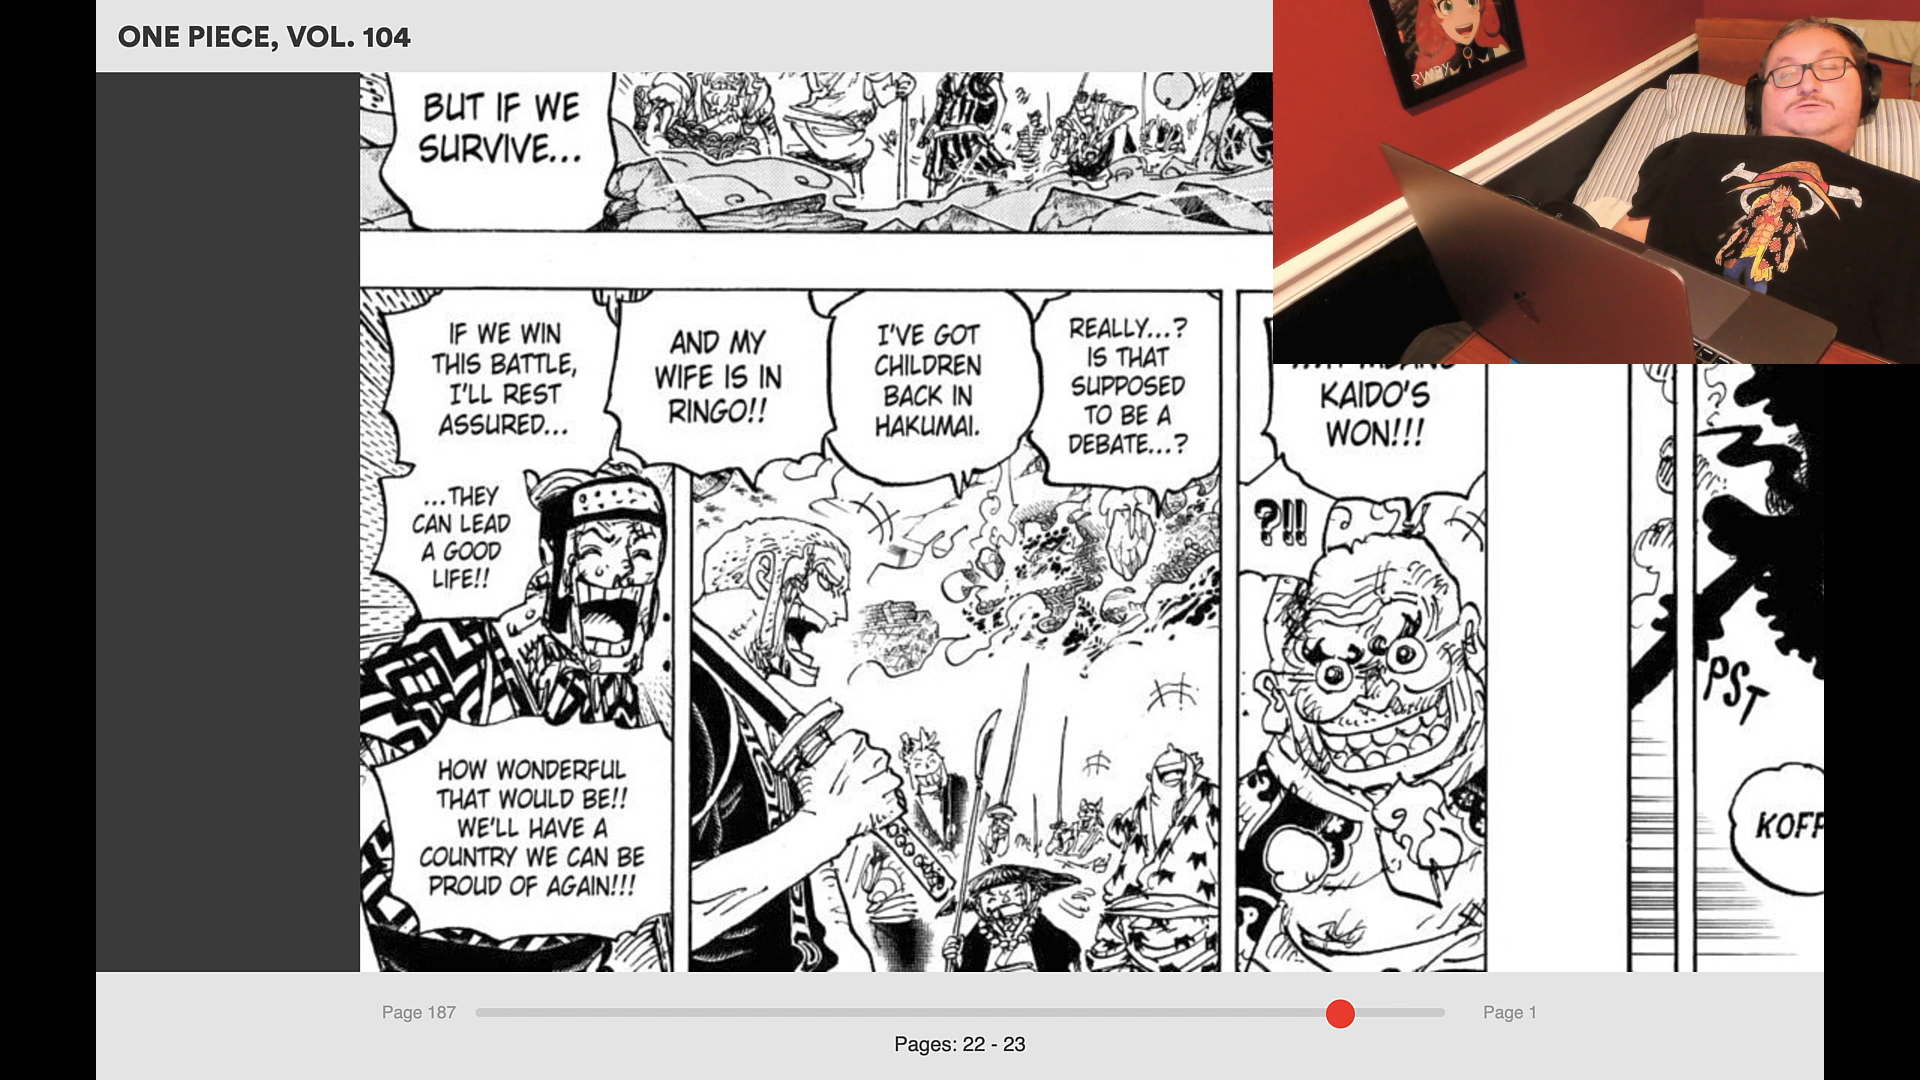 ONE PIECE, VOL. 104
RWBY
BUT IF WE
SURVIVE...
KAIDO'S
WON!!!
?!!
REALLY...?
IS THAT
SUPPOSED
TO BE A
DEBATE...?
I'VE GOT
CHILDREN
BACK IN
HAKUMAI.
AND MY
WIFE IS IN
RINGO!!
IF WE WIN
THIS BATTLE,
I'LL REST
ASSURED...
...THEY
CAN LEAD
A GOOD
LIFE!!
HOW WONDERFUL
THAT WOULD BE!!
WE'LL HAVE A
COUNTRY WE CAN BE
PROUD OF AGAIN!!!
PST
KOFF
Page 187
Page 1
Pages: 22 - 23